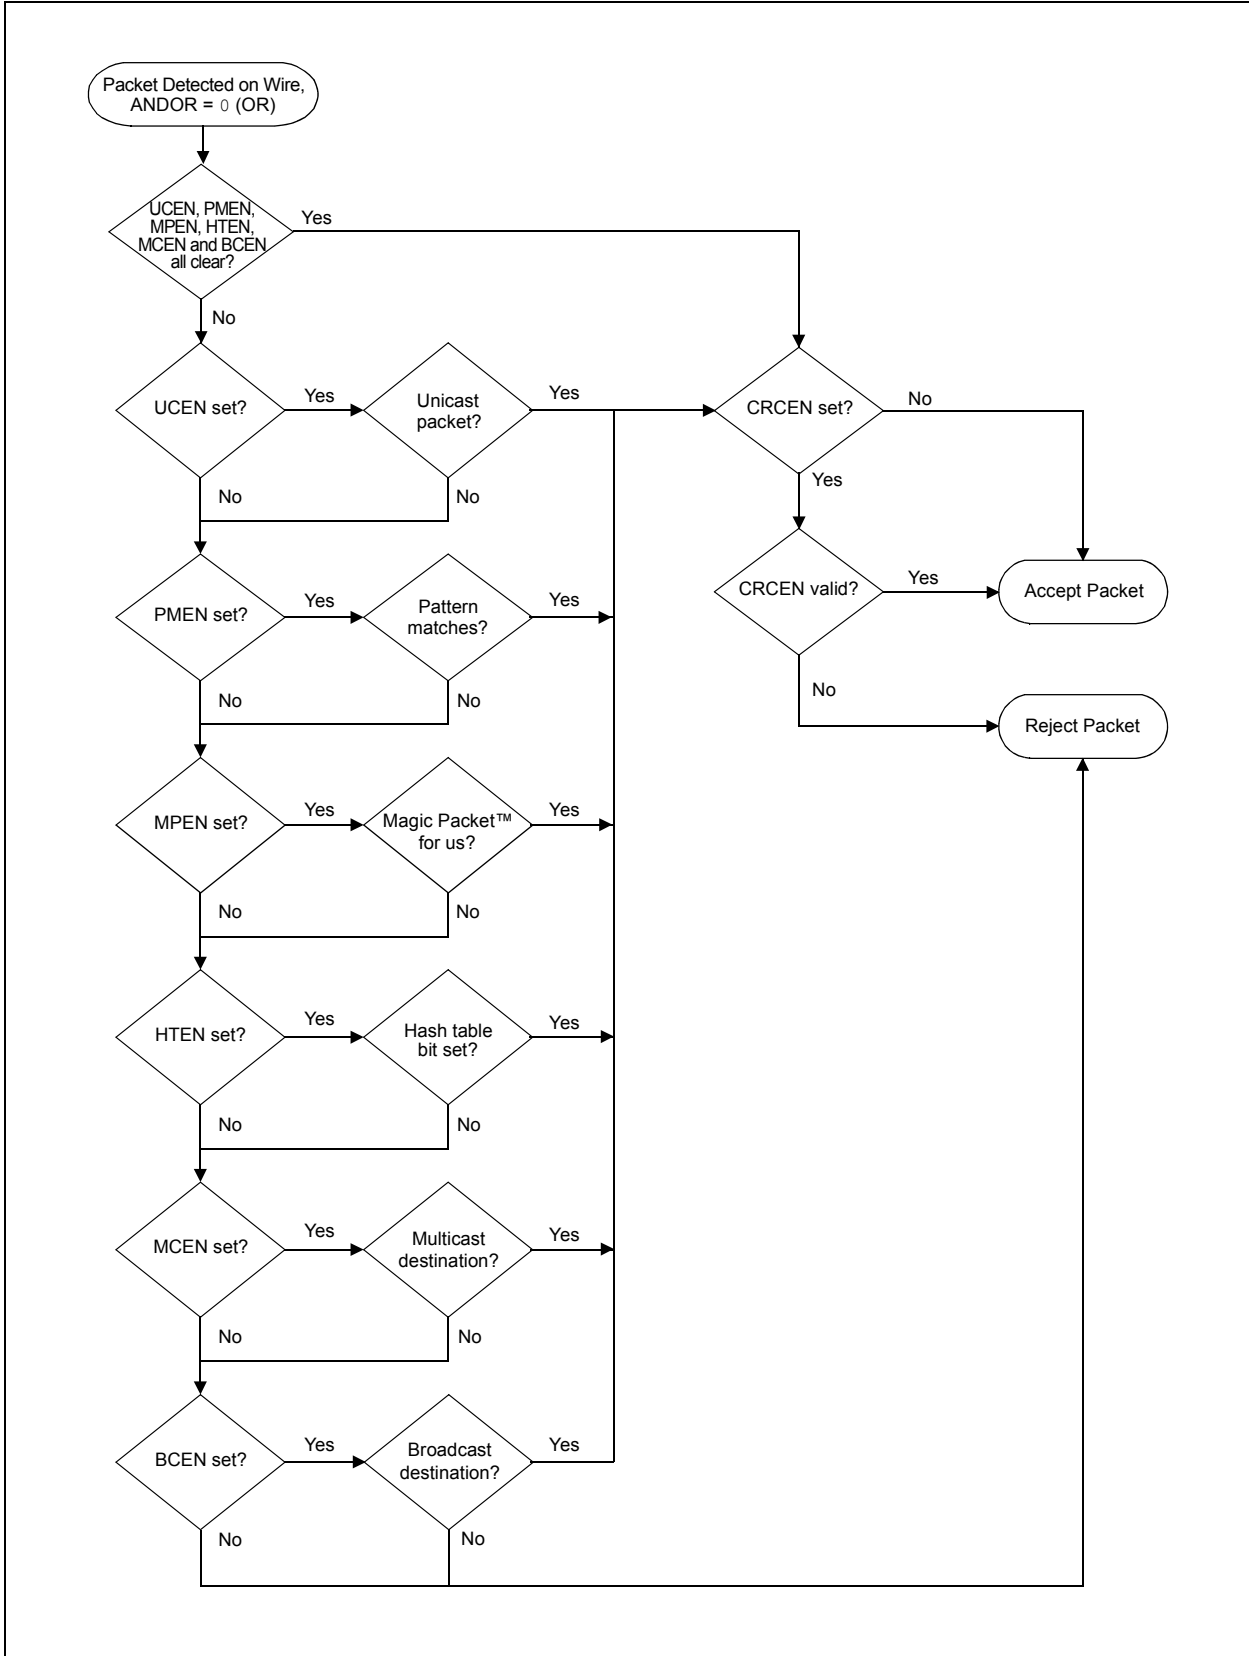 Packet Detected on Wire,
ANDOR = 0 (OR)
UCEN, PMEN,
MPEN, HTEN,
MCEN and BCEN
all clear?
Yes
No
UCEN set?
Yes
Unicast
packet?
Yes
CRCEN set?
No
No
No
Yes
PMEN set?
Yes
Pattern
matches?
Yes
CRCEN valid?
Yes
Accept Packet
No
No
No
Reject Packet
MPEN set?
Yes
Magic Packet™
for us?
Yes
No
No
HTEN set?
Yes
Hash table
bit set?
Yes
No
No
MCEN set?
Yes
Multicast
destination?
Yes
No
No
BCEN set?
Yes
Broadcast
destination?
Yes
No
No